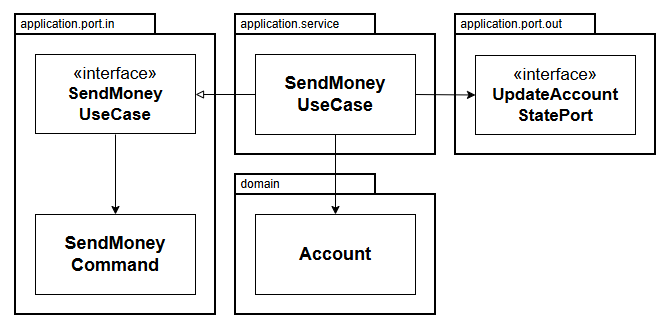 application.port.in
«interface»
SendMoney
UseCase
SendMoney
Command
application.service
SendMoney
UseCase
domain
Account
application.port.out
«interface»
UpdateAccount
StatePort